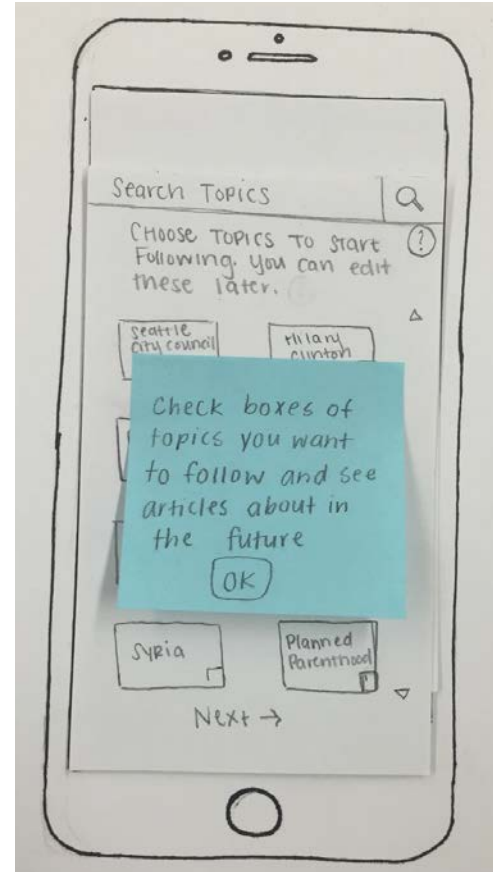 Search Topics
CHOOSE TOPICS TO START
Following. You can edit
these later.
?
seattle
city council
Hilary
clinton
Check boxes of
topics you want
to follow and see
articles about in
the future
OK
Syria
Planned
Parenthood
Next →